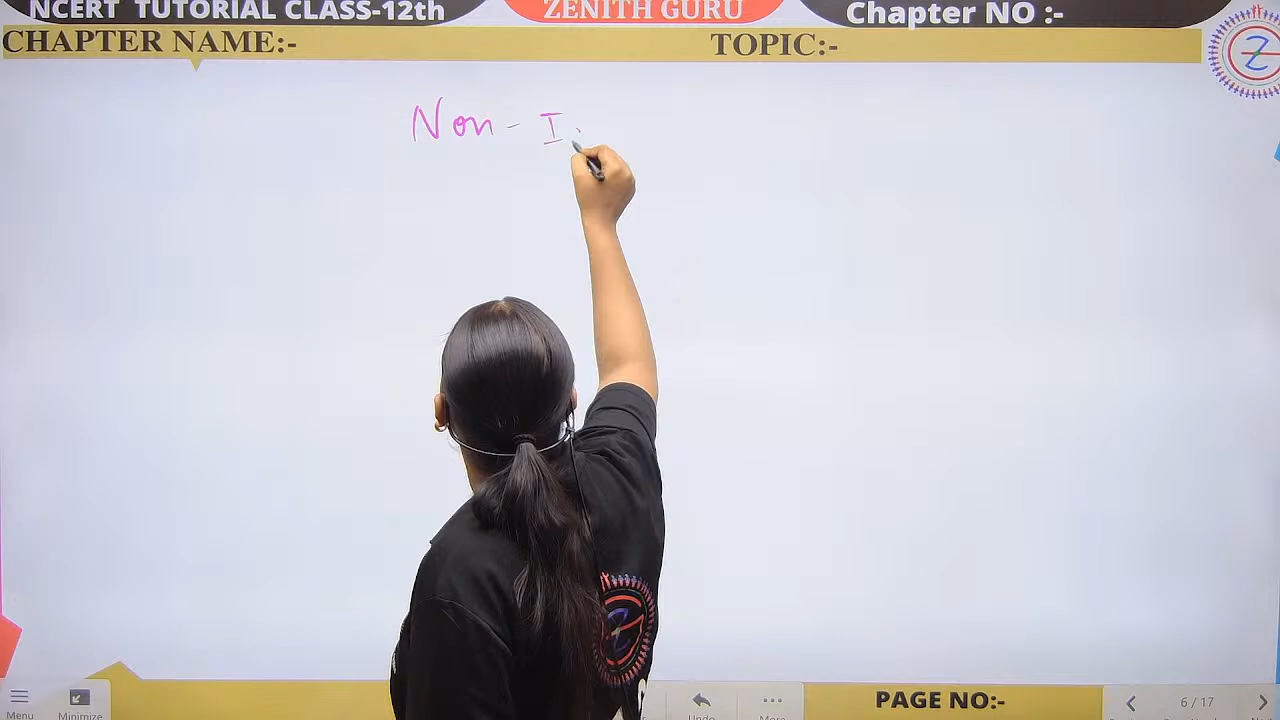 NCERT TUTORIAL CLASS-12th ZENITH GURU Chapter NO :-
CHAPTER NAME:- TOPIC:-
Z
Non - I
Z
Menu Minimize Undo More PAGE NO:- 6 / 17